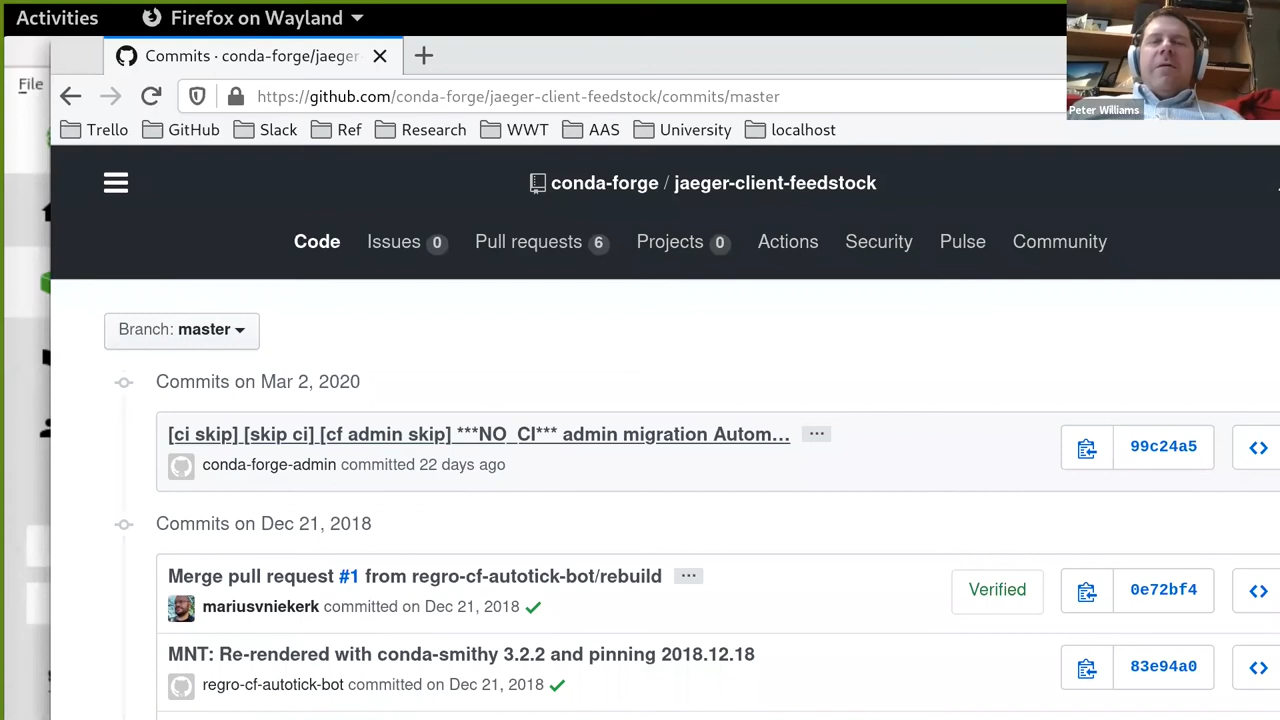 Activities
Firefox on Wayland
Commits · conda-forge/jaeger
File
https://github.com/conda-forge/jaeger-client-feedstock/commits/master
Peter Williams
Trello GitHub Slack Ref Research WWT AAS University localhost
conda-forge / jaeger-client-feedstock
Code Issues 0 Pull requests 6 Projects 0 Actions Security Pulse Community
Branch: master
Commits on Mar 2, 2020
[ci skip] [skip ci] [cf admin skip] ***NO_CI*** admin migration Autom…
99c24a5
conda-forge-admin committed 22 days ago
Commits on Dec 21, 2018
Merge pull request #1 from regro-cf-autotick-bot/rebuild
Verified
0e72bf4
mariusvniekerk committed on Dec 21, 2018
MNT: Re-rendered with conda-smithy 3.2.2 and pinning 2018.12.18
83e94a0
regro-cf-autotick-bot committed on Dec 21, 2018